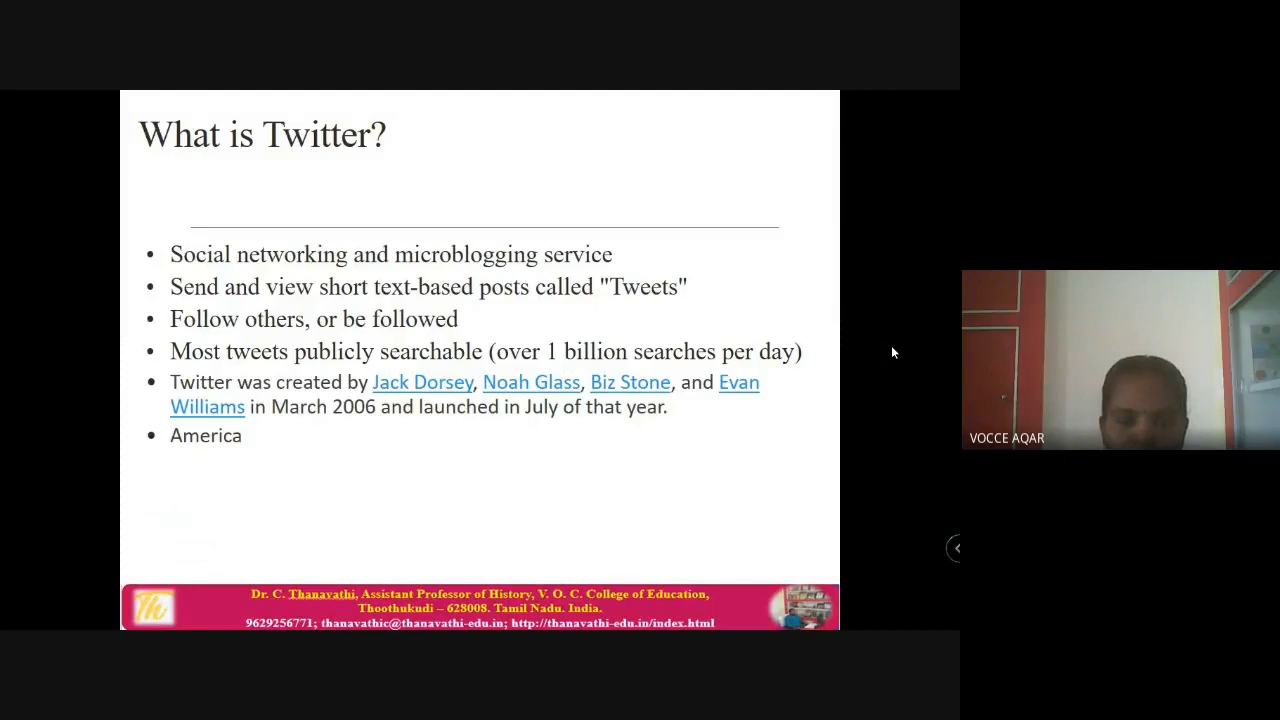 What is Twitter?
• Social networking and microblogging service
• Send and view short text-based posts called "Tweets"
• Follow others, or be followed
• Most tweets publicly searchable (over 1 billion searches per day)
• Twitter was created by Jack Dorsey, Noah Glass, Biz Stone, and Evan
Williams in March 2006 and launched in July of that year.
• America
VOCCE AQAR
Th
Dr. C. Thanavathi, Assistant Professor of History, V. O. C. College of Education,
Thoothukudi – 628008. Tamil Nadu. India.
9629256771; thanavathic@thanavathi-edu.in; http://thanavathi-edu.in/index.html